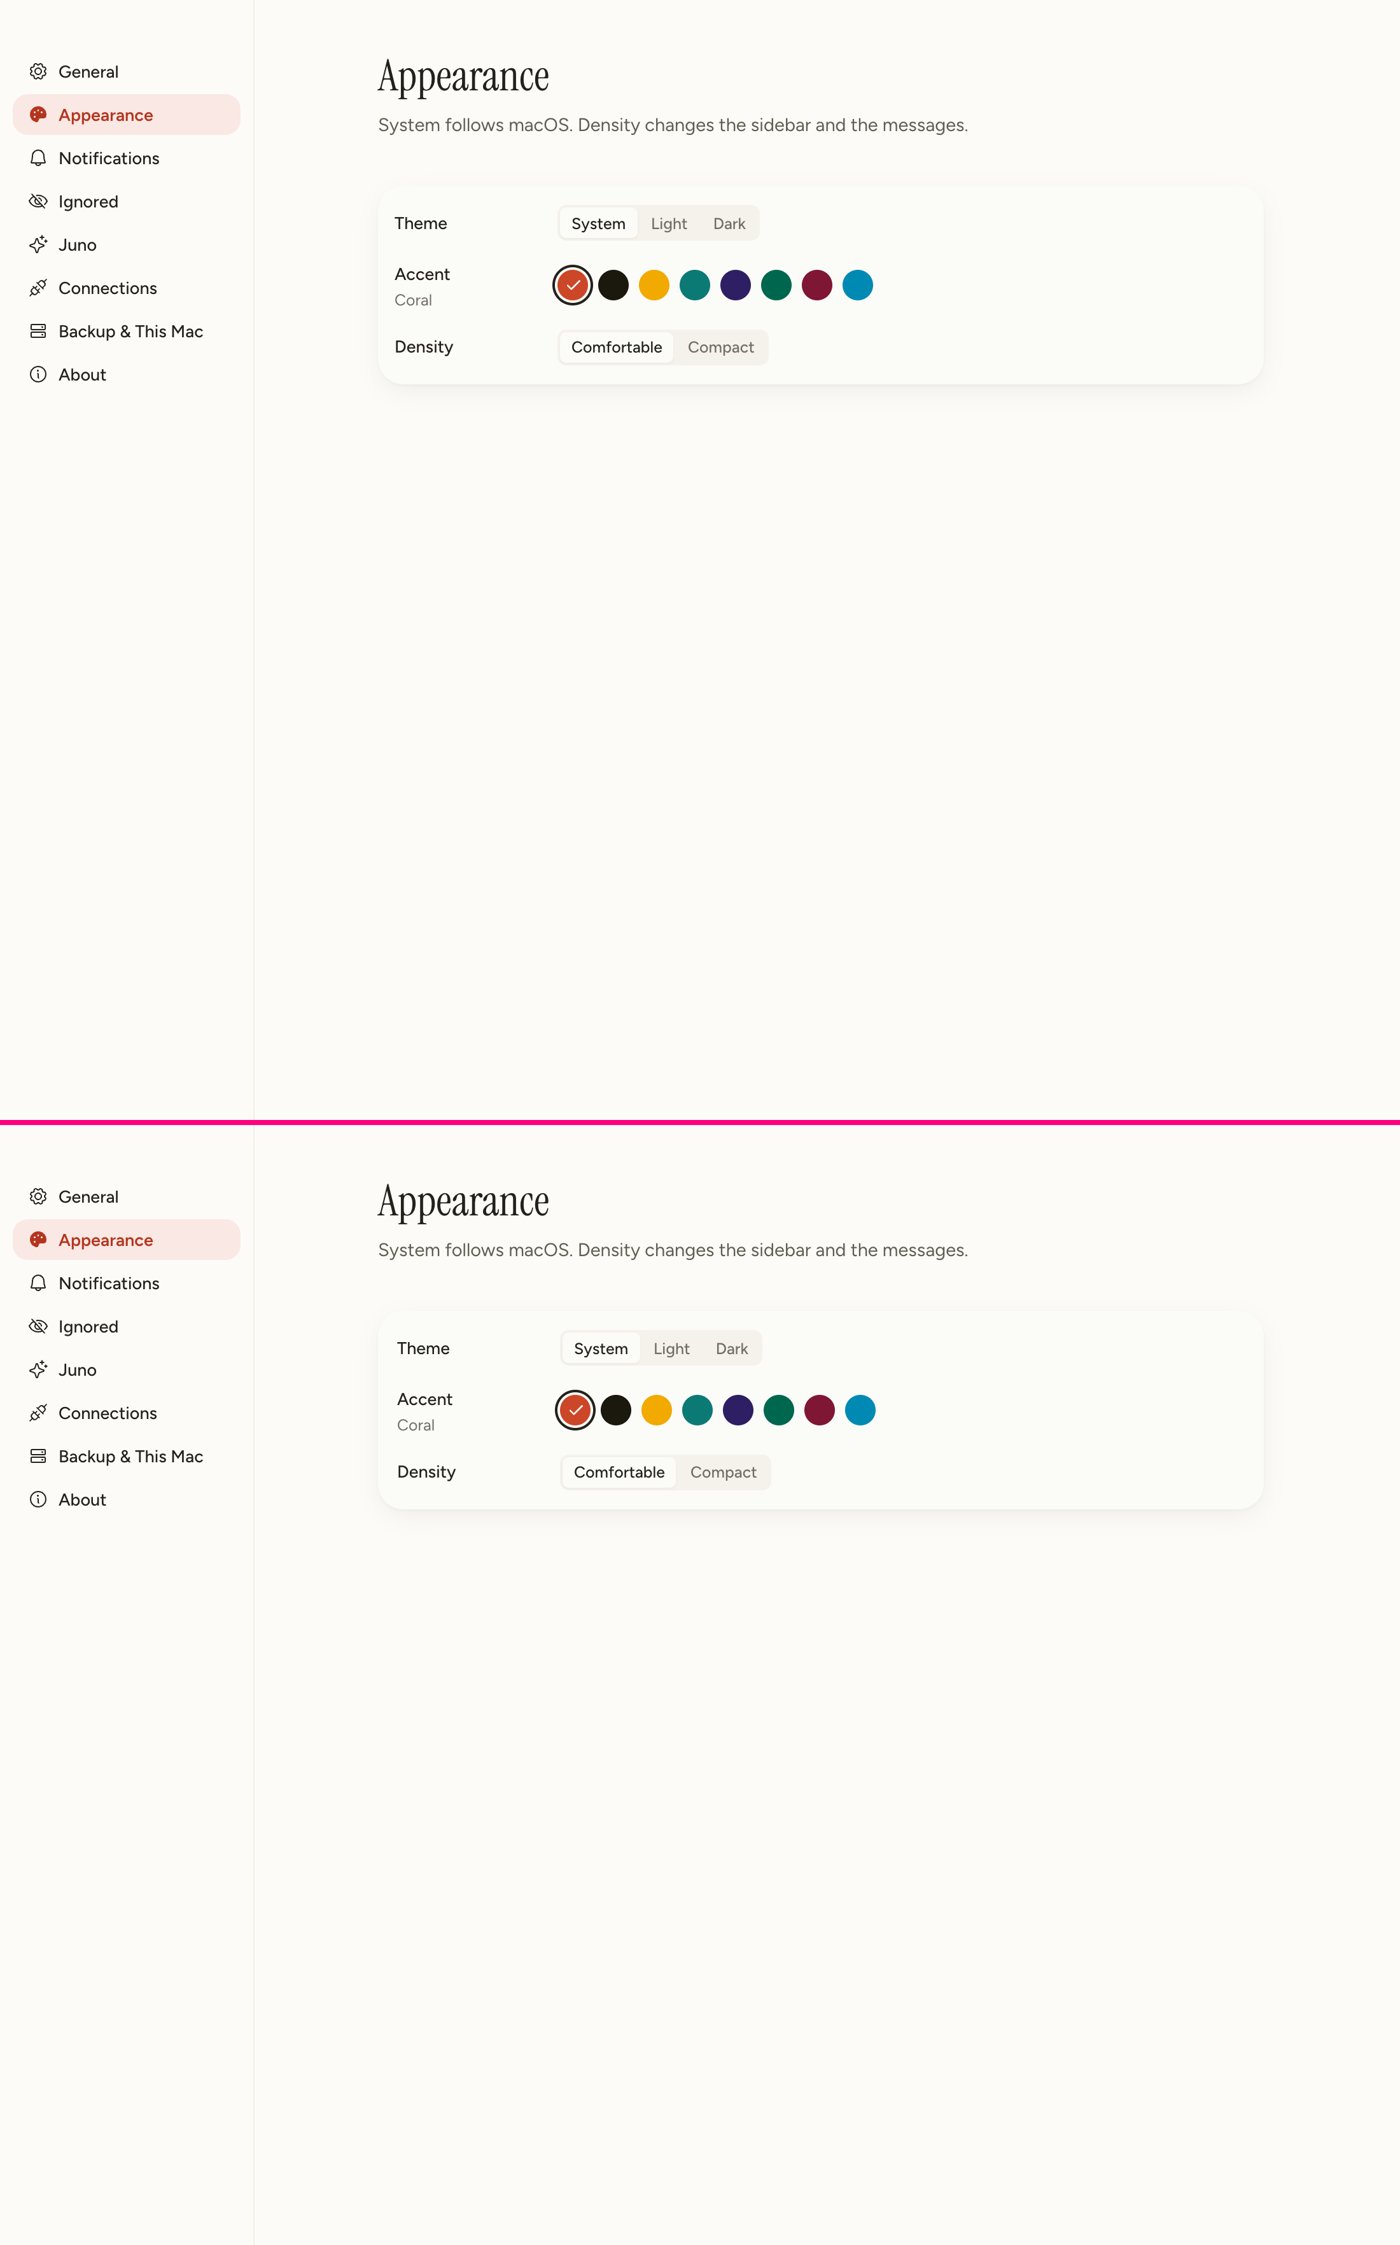 General
Appearance
Notifications
Ignored
Juno
Connections
Backup & This Mac
About
Appearance
System follows macOS. Density changes the sidebar and the messages.
Theme
System Light Dark
Accent
Coral
Density
Comfortable Compact
General
Appearance
Notifications
Ignored
Juno
Connections
Backup & This Mac
About
Appearance
System follows macOS. Density changes the sidebar and the messages.
Theme
System Light Dark
Accent
Coral
Density
Comfortable Compact